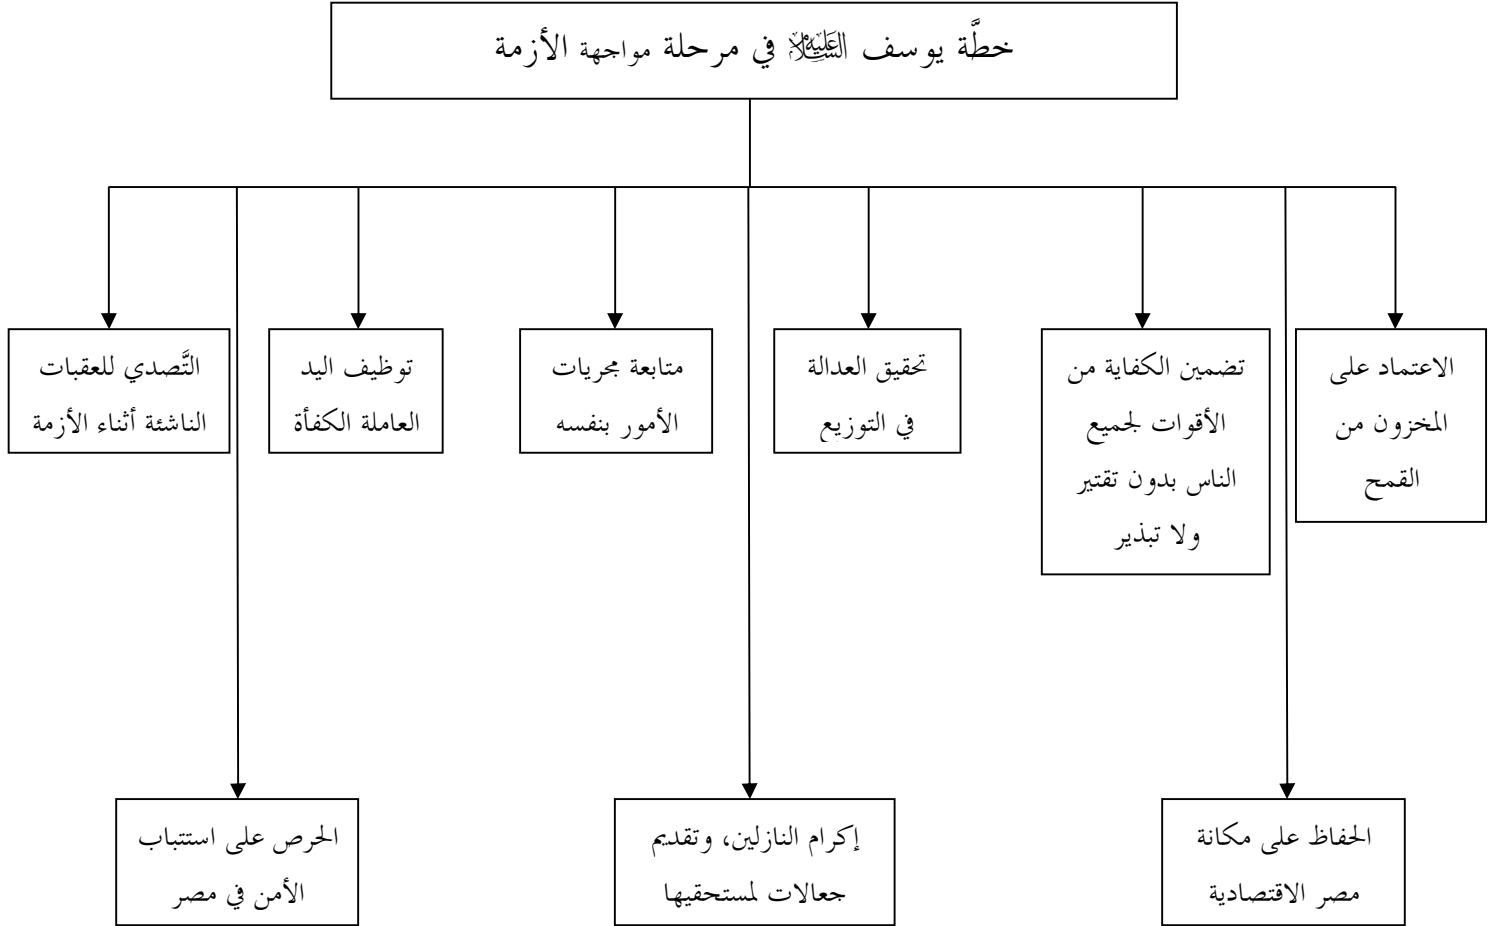 خطَّة يوسف عليه السلام في مرحلة مواجهة الأزمة
الاعتماد على
المخزون من
القمح
تضمين الكفاية من
الأقوات لجميع
الناس بدون تقتير
ولا تبذير
تحقيق العدالة
في التوزيع
متابعة مجريات
الأمور بنفسه
توظيف اليد
العاملة الكفأة
التَّصدي للعقبات
الناشئة أثناء الأزمة
الحفاظ على مكانة
مصر الاقتصادية
إكرام النازلين، وتقديم
جعالات لمستحقيها
الحرص على استتباب
الأمن في مصر